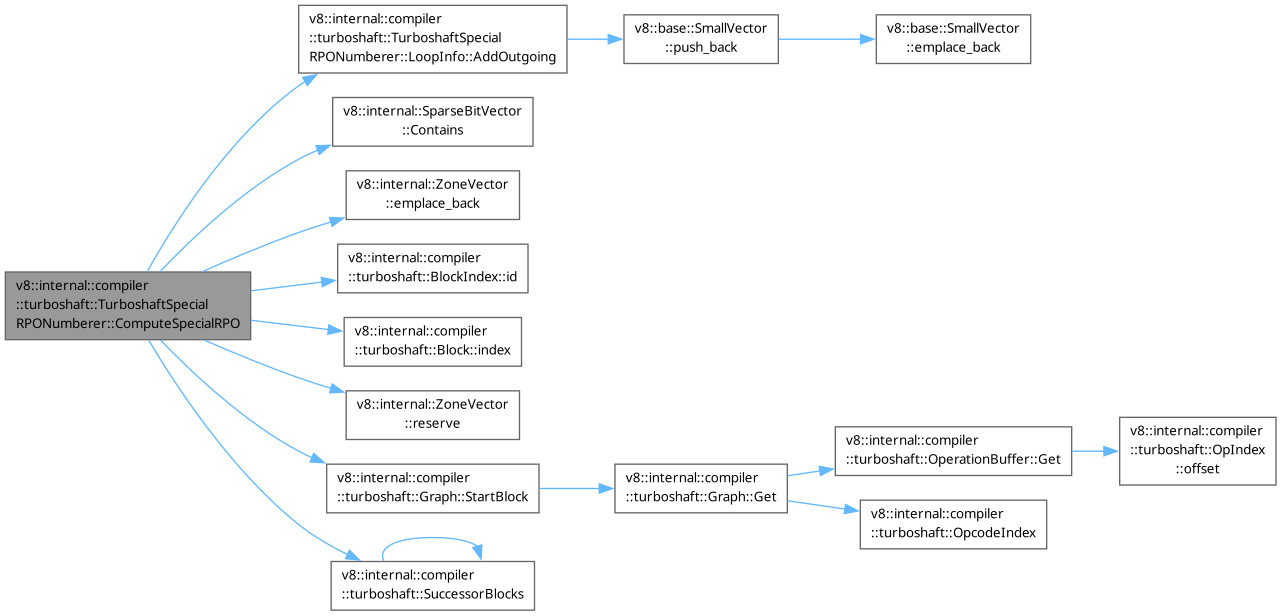 v8::internal::compiler
::turboshaft::TurboshaftSpecial
RPONumberer::LoopInfo::AddOutgoing
v8::base::SmallVector
::push_back
v8::base::SmallVector
::emplace_back
v8::internal::SparseBitVector
::Contains
v8::internal::ZoneVector
::emplace_back
v8::internal::compiler
::turboshaft::BlockIndex::id
v8::internal::compiler
::turboshaft::TurboshaftSpecial
RPONumberer::ComputeSpecialRPO
v8::internal::compiler
::turboshaft::Block::index
v8::internal::ZoneVector
::reserve
v8::internal::compiler
::turboshaft::Graph::StartBlock
v8::internal::compiler
::turboshaft::Graph::Get
v8::internal::compiler
::turboshaft::OperationBuffer::Get
v8::internal::compiler
::turboshaft::OpIndex
::offset
v8::internal::compiler
::turboshaft::OpcodeIndex
v8::internal::compiler
::turboshaft::SuccessorBlocks